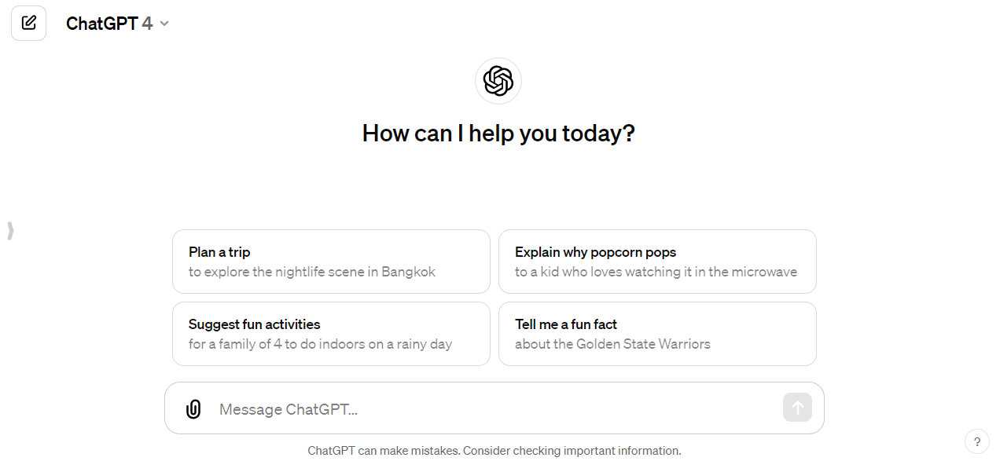 ChatGPT 4
How can I help you today?
Plan a trip
to explore the nightlife scene in Bangkok
Explain why popcorn pops
to a kid who loves watching it in the microwave
Suggest fun activities
for a family of 4 to do indoors on a rainy day
Tell me a fun fact
about the Golden State Warriors
Message ChatGPT...
ChatGPT can make mistakes. Consider checking important information.
?